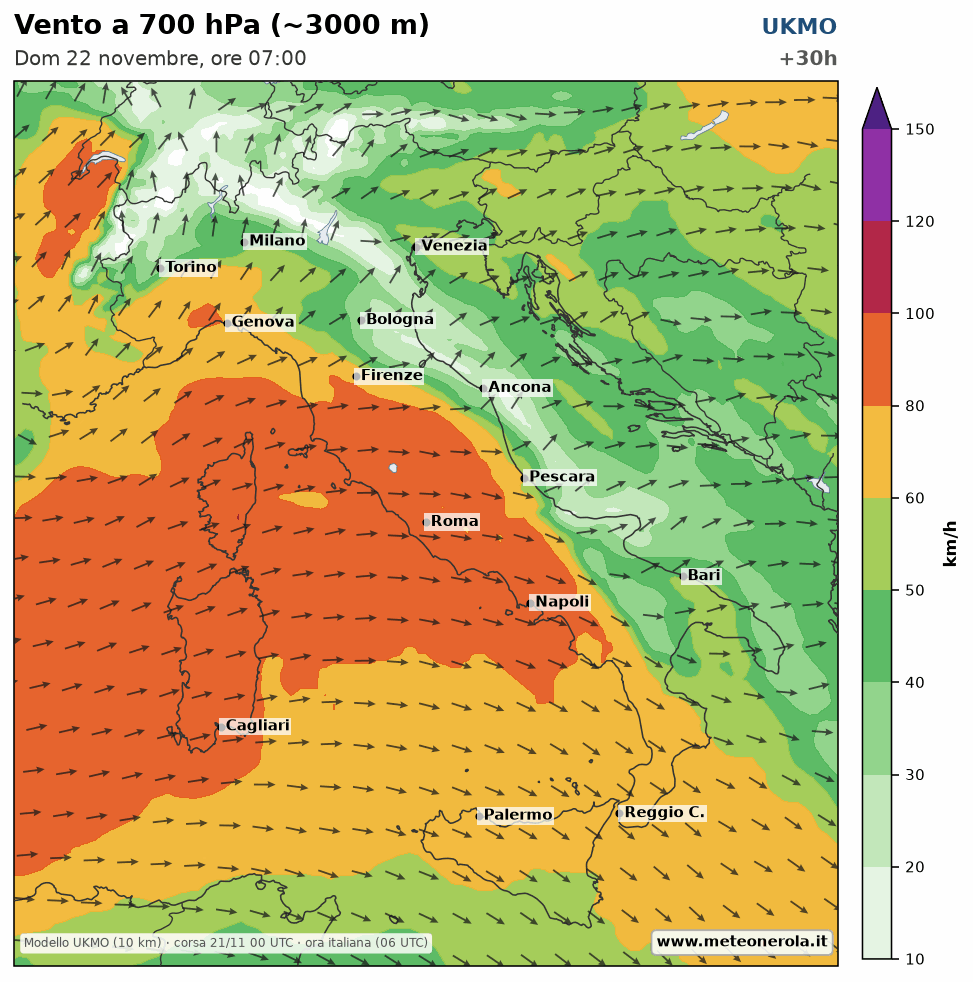 Vento a 700 hPa (~3000 m)
UKMO
Dom 22 novembre, ore 07:00
+30h
150
120
100
80
60
50
40
30
20
10
km/h
Milano
Venezia
Torino
Genova
Bologna
Firenze
Ancona
Pescara
Roma
Bari
Napoli
Cagliari
Palermo
Reggio C.
Modello UKMO (10 km) · corsa 21/11 00 UTC · ora italiana (06 UTC)
www.meteonerola.it